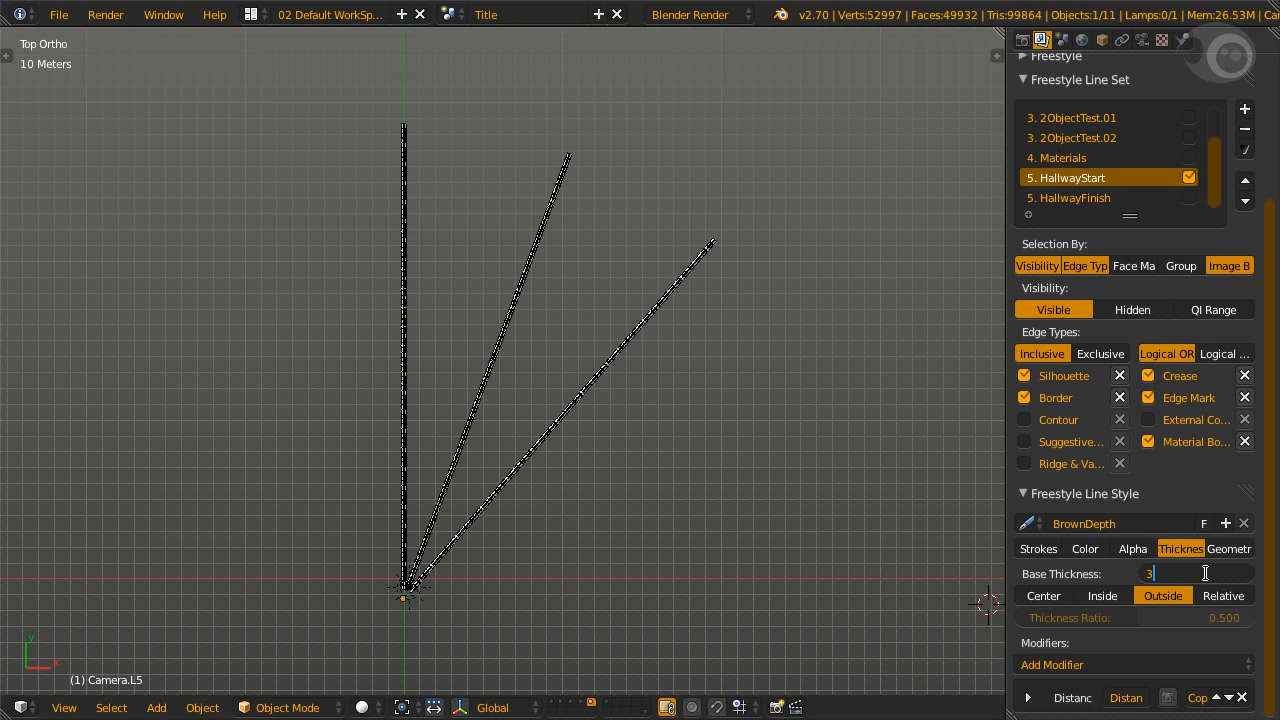 File Render Window Help 02 Default WorkSp... Title Blender Render v2.70 | Verts:52997 | Faces:49932 | Tris:99864 | Objects:1/11 | Lamps:0/1 | Mem:26.53M |
Top Ortho
10 Meters
Freestyle
Freestyle Line Set
3. 2ObjectTest.01
3. 2ObjectTest.02
4. Materials
5. HallwayStart
5. HallwayFinish
Selection By:
Visibility Edge Typ Face Ma Group Image B
Visibility:
Visible Hidden QI Range
Edge Types:
Inclusive Exclusive Logical OR Logical ...
Silhouette Crease
Border Edge Mark
Contour External Co...
Suggestive... Material Bo...
Ridge & Va...
Freestyle Line Style
BrownDepth F
Strokes Color Alpha Thicknes Geometr
Base Thickness: 3
Center Inside Outside Relative
Thickness Ratio: 0.500
Modifiers:
Add Modifier
Distanc Distan Cop
y
x
(1) Camera.L5
View Select Add Object Object Mode Global